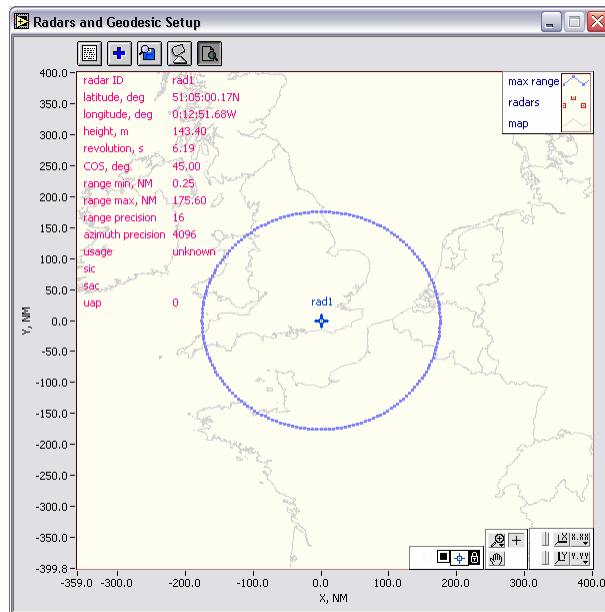 Radars and Geodesic Setup
400.0
350.0
300.0
250.0
200.0
150.0
100.0
50.0
0.0
-50.0
-100.0
-150.0
-200.0
-250.0
-300.0
-350.0
-399.8
Y, NM
radar ID rad1
latitude, deg 51:05:00.17N
longitude, deg 0:12:51.68W
height, m 143.40
revolution, s 6.19
COS, deg 45.00
range min, NM 0.25
range max, NM 175.60
range precision 16
azimuth precision 4096
usage unknown
sic
sac
uap 0
max range
radars
map
rad1
-359.0 -300.0 -200.0 -100.0 0.0 100.0 200.0 300.0 400.0
X, NM
X X.XX
Y Y.YY